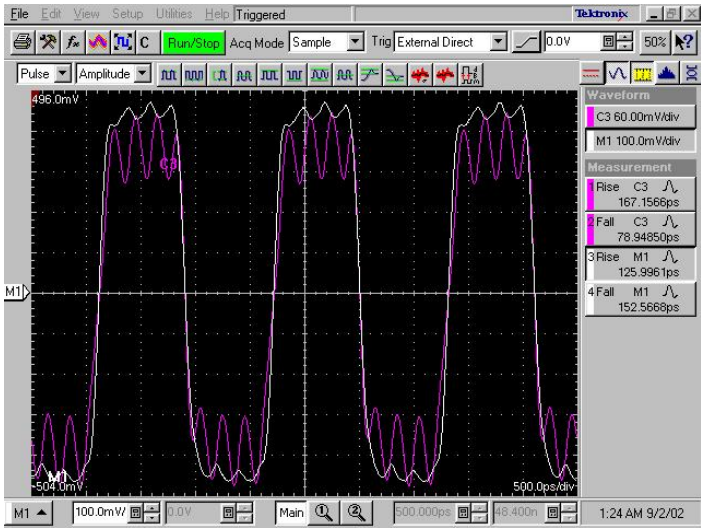 File Edit View Setup Utilities Help Triggered Tektronix
C Run/Stop Acq Mode Sample Trig External Direct 0.0V 50% ?
Pulse Amplitude
496.0mV
C3
M1
M1
-504.0mV
500.0ps/div
Waveform
C3 60.00mV/div
M1 100.0mV/div
Measurement
1 Rise C3
167.1566ps
2 Fall C3
78.94850ps
3 Rise M1
125.9961ps
4 Fall M1
152.5668ps
M1 100.0mV/ 0.0V Main 1 2 500.000ps 48.400n 1:24 AM 9/2/02